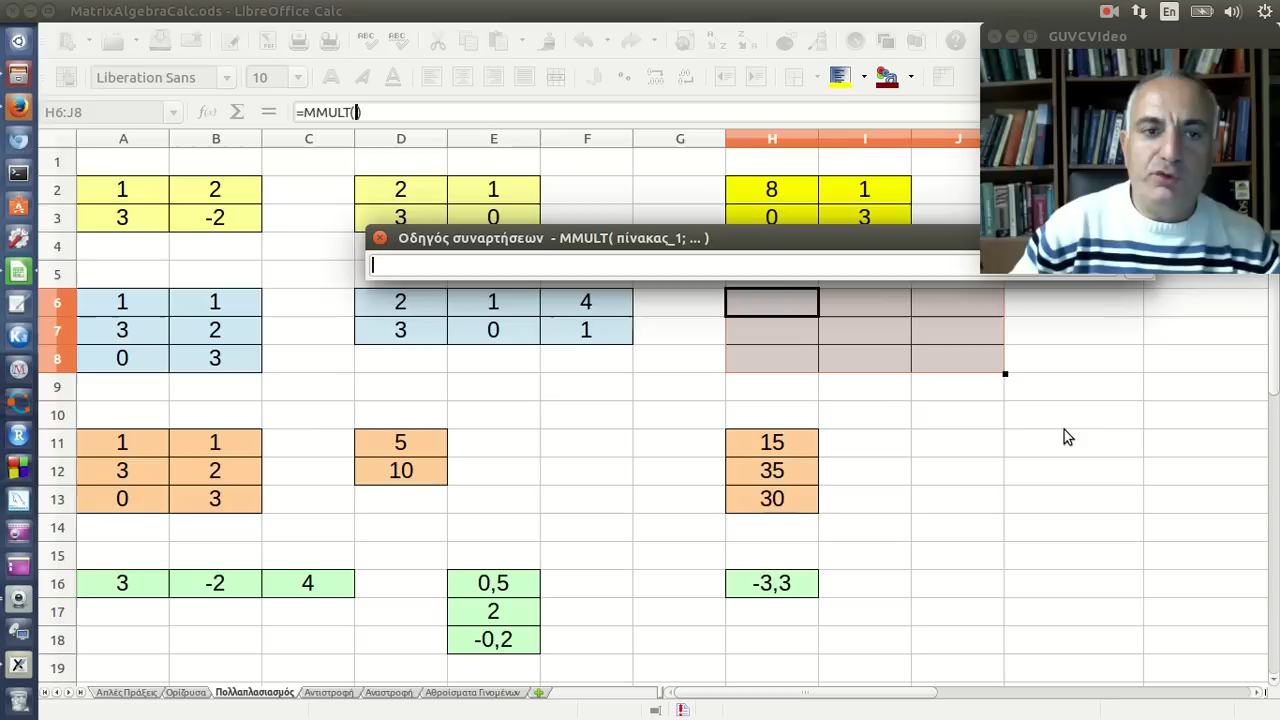 MatrixAlgebraCalc.ods - LibreOffice Calc
En
GUVCVIdeo
Liberation Sans
10
H6:J8
=MMULT()
A B C D E F G H I J
1
2 1 2 2 1 8 1
3 3 -2 3 0 0 3
Οδηγός συναρτήσεων - MMULT( πίνακας_1; ... )
4
5
6 1 1 2 1 4
7 3 2 3 0 1
8 0 3
9
10
11 1 1 5 15
12 3 2 10 35
13 0 3 30
14
15
16 3 -2 4 0,5 -3,3
17 2
18 -0,2
19
Απλές Πράξεις Ορίζουσα Πολλαπλασιασμός Αντιστροφή Αναστροφή Αθροίσματα Γινομένων